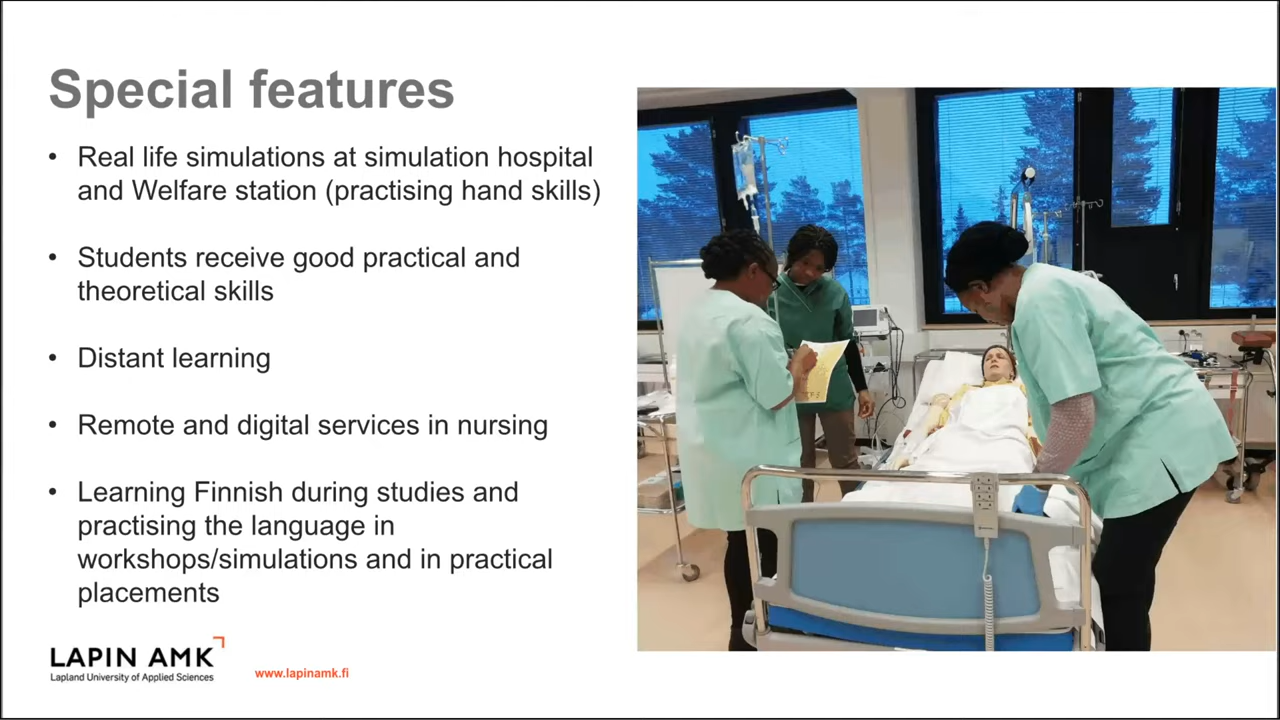 Special features
• Real life simulations at simulation hospital
and Welfare station (practising hand skills)
• Students receive good practical and
theoretical skills
• Distant learning
• Remote and digital services in nursing
• Learning Finnish during studies and
practising the language in
workshops/simulations and in practical
placements
LAPIN AMK
Lapland University of Applied Sciences
www.lapinamk.fi